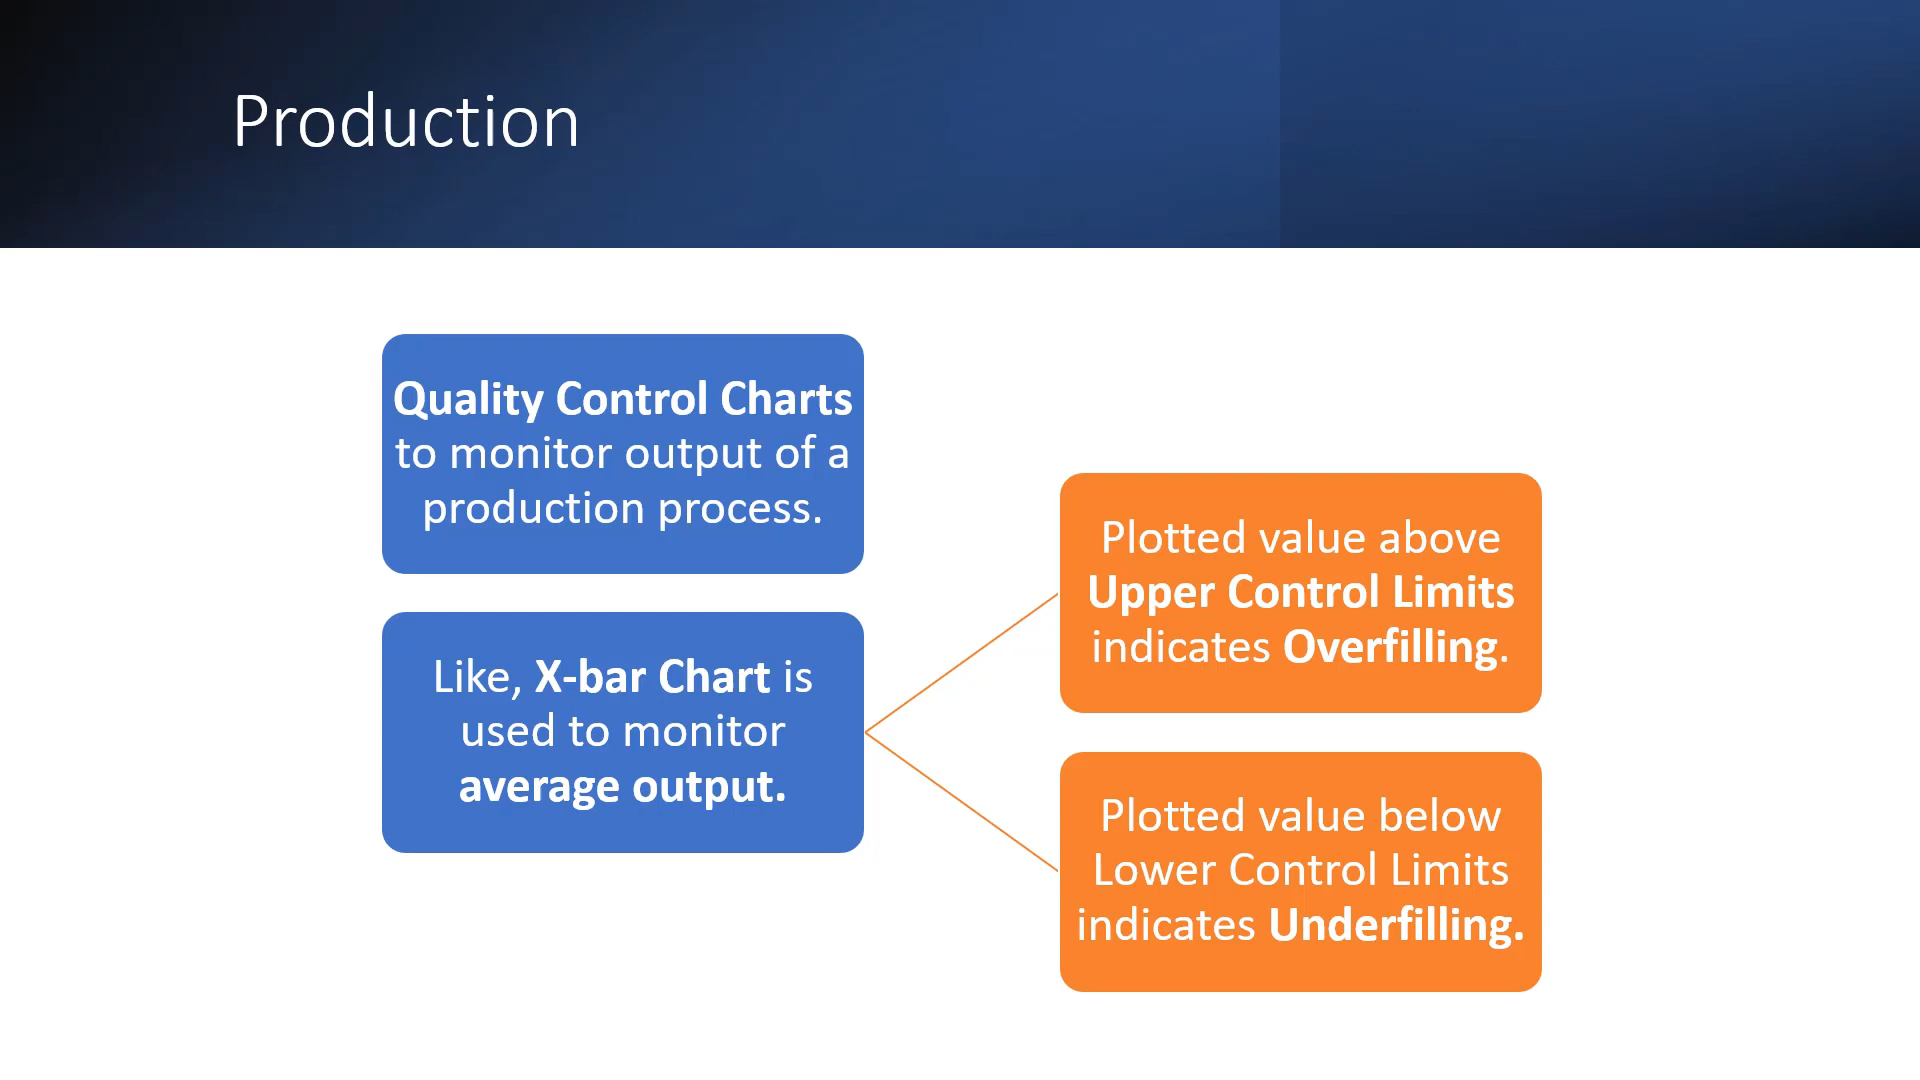 Production
Quality Control Charts
to monitor output of a
production process.
Like, X-bar Chart is
used to monitor
average output.
Plotted value above
Upper Control Limits
indicates Overfilling.
Plotted value below
Lower Control Limits
indicates Underfilling.